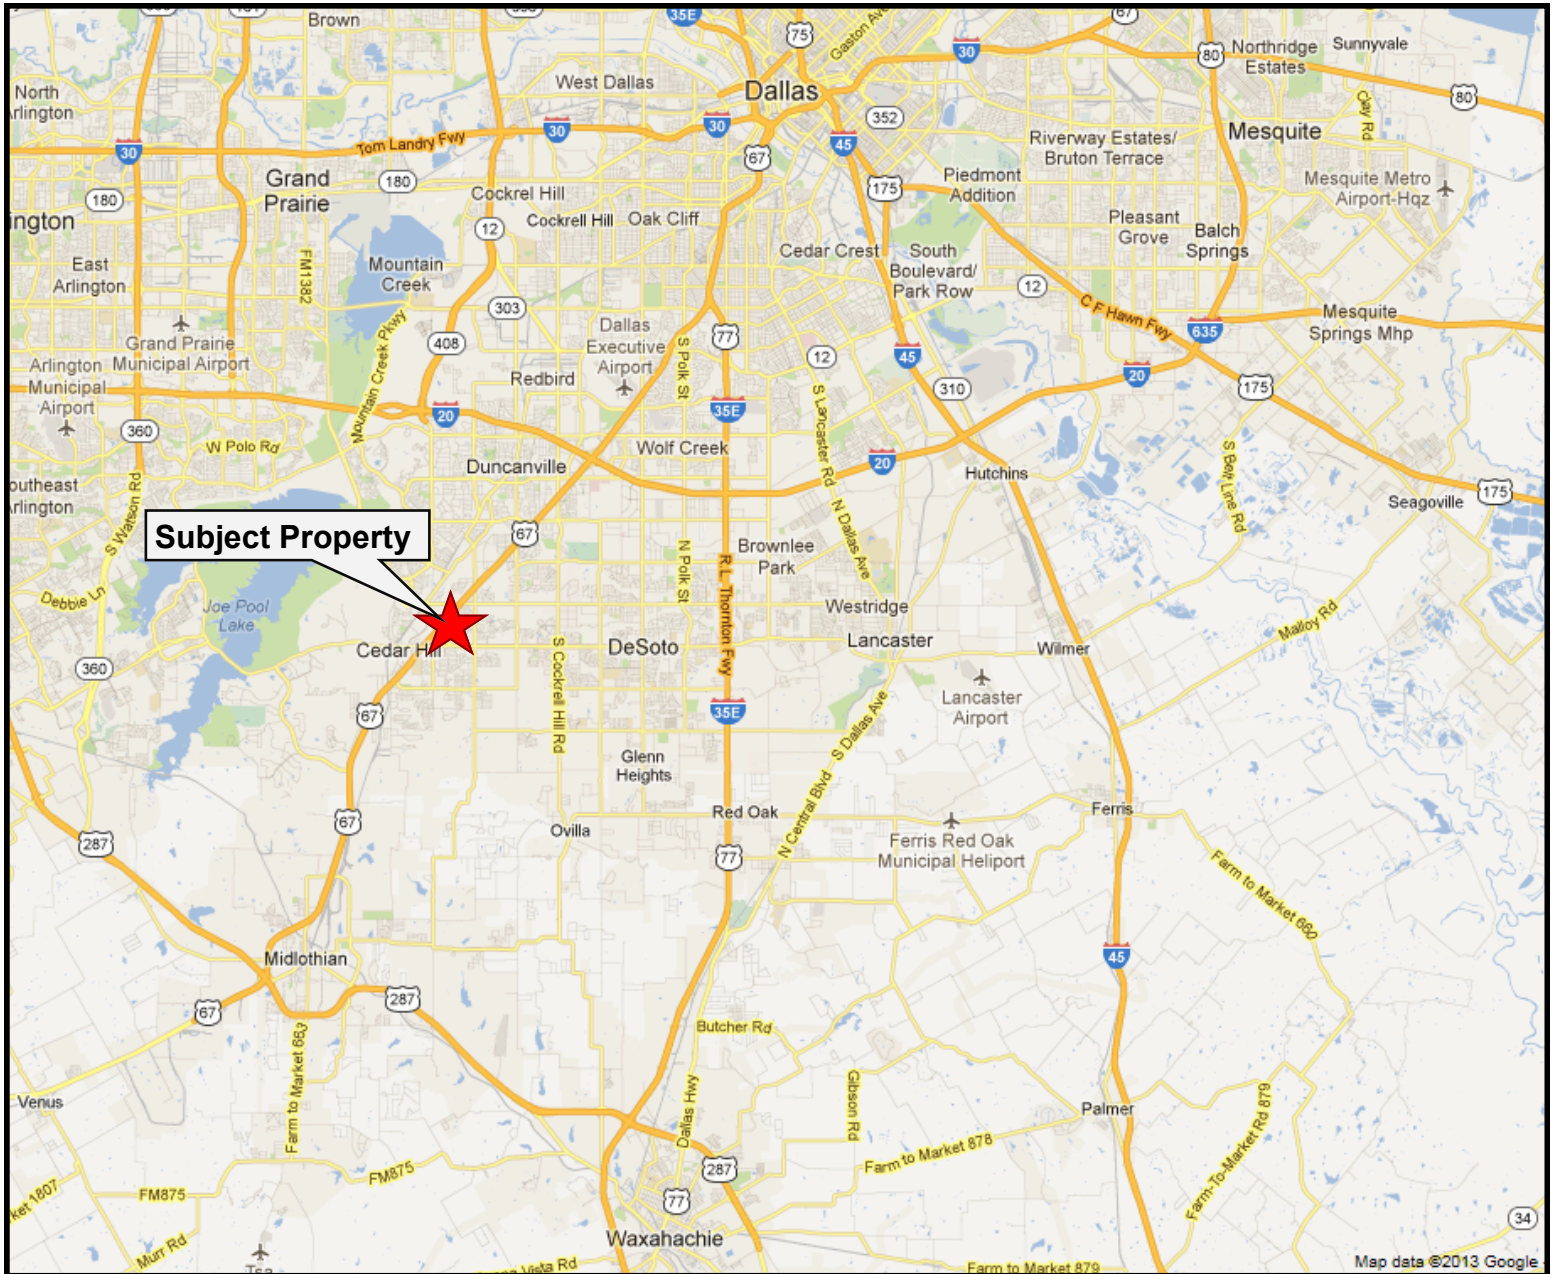 35E
67
Brown
75
Gaston Ave
30
80
Northridge
Estates
Sunnyvale
North
Arlington
West Dallas
Dallas
80
Cay Rd
352
30
Tom Landry Fwy
30
30
45
Riverway Estates/
Bruton Terrace
Mesquite
67
180
Grand
Prairie
180
Cockrel Hill
175
Piedmont
Addition
Mesquite Metro
Airport-Hqz
ington
12
Cockrell Hill
Oak Cliff
Pleasant
Grove
Balch
Springs
Cedar Crest
South
Boulevard/
Park Row
East
Arlington
FM1382
Mountain
Creek
12
303
C F Hawn Fwy
Mesquite
Springs Mhp
635
Grand Prairie
Municipal Airport
Mountain Creek Pkwy
408
Dallas
Executive
Airport
S Polk St
77
12
45
Arlington
Municipal
Airport
Redbird
310
20
175
20
35E
S Lancaster Rd
360
W Polo Rd
Duncanville
Wolf Creek
20
Hutchins
S Belt Line Rd
outheast
Arlington
S Watson Rd
175
Seagoville
Subject Property
67
N Dallas Ave
Brownlee
Park
N Polk St
R L Thornton Fwy
Debbie Ln
Joe Pool
Lake
Westridge
Malloy Rd
Cedar Hill
S Cockrell Hill Rd
DeSoto
Lancaster
Wilmer
360
Lancaster
Airport
67
35E
S Dallas Ave
Glenn
Heights
67
Ovilla
Red Oak
N Central Blvd
Ferris
287
Ferris Red Oak
Municipal Heliport
77
Farm to Market 660
Midlothian
45
67
287
Butcher Rd
Farm to Market 663
Dallas Hwy
Gibson Rd
Venus
Palmer
Farm-To-Market Rd 879
FM875
287
Farm to Market 878
ket 1807
FM875
77
34
Murr Rd
Waxahachie
Tsa
Vista Rd
Farm to Market 879
Map data ©2013 Google